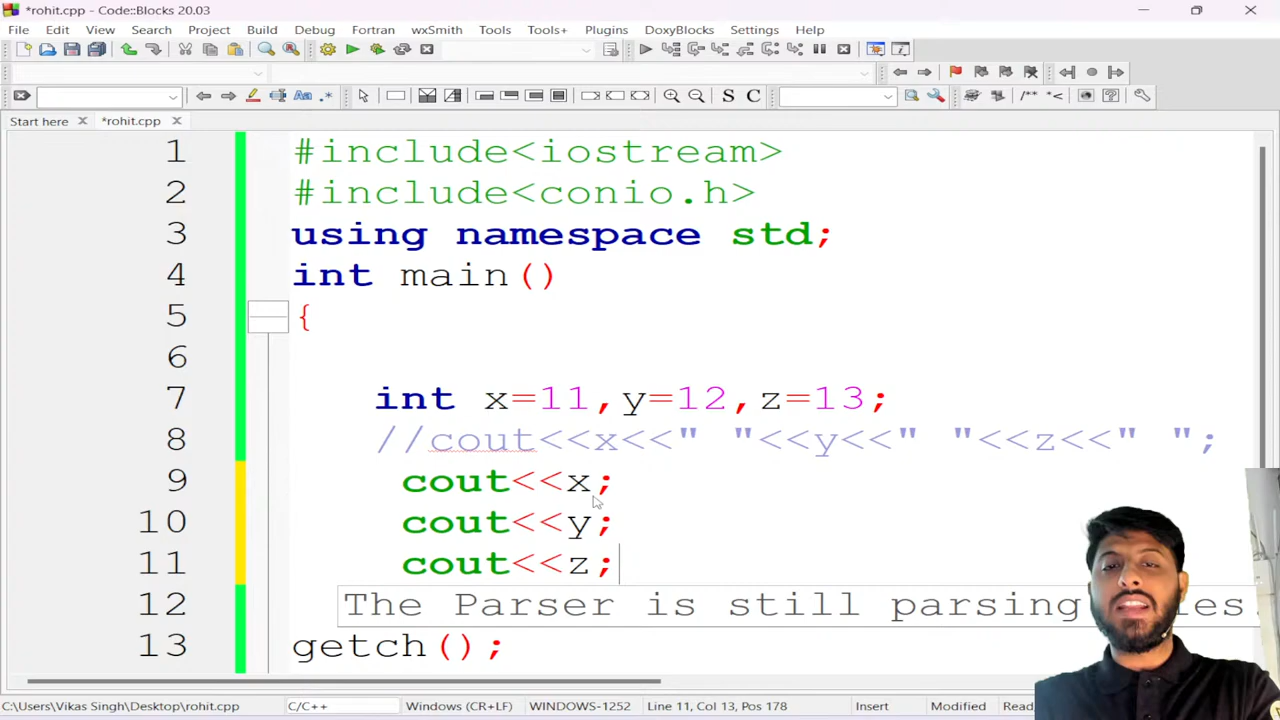 *rohit.cpp - Code::Blocks 20.03
File Edit View Search Project Build Debug Fortran wxSmith Tools Tools+ Plugins DoxyBlocks Settings Help
S C /** *<
Start here *rohit.cpp
1 #include<iostream>
2 #include<conio.h>
3 using namespace std;
4 int main()
5 {
6
7 int x=11,y=12,z=13;
8 //cout<<x<<" "<<y<<" "<<z<<" ";
9 cout<<x;
10 cout<<y;
11 cout<<z;
12 The Parser is still parsing
13 getch();
C:\Users\Vikas Singh\Desktop\rohit.cpp C/C++ Windows (CR+LF) WINDOWS-1252 Line 11, Col 13, Pos 178 Insert Modified